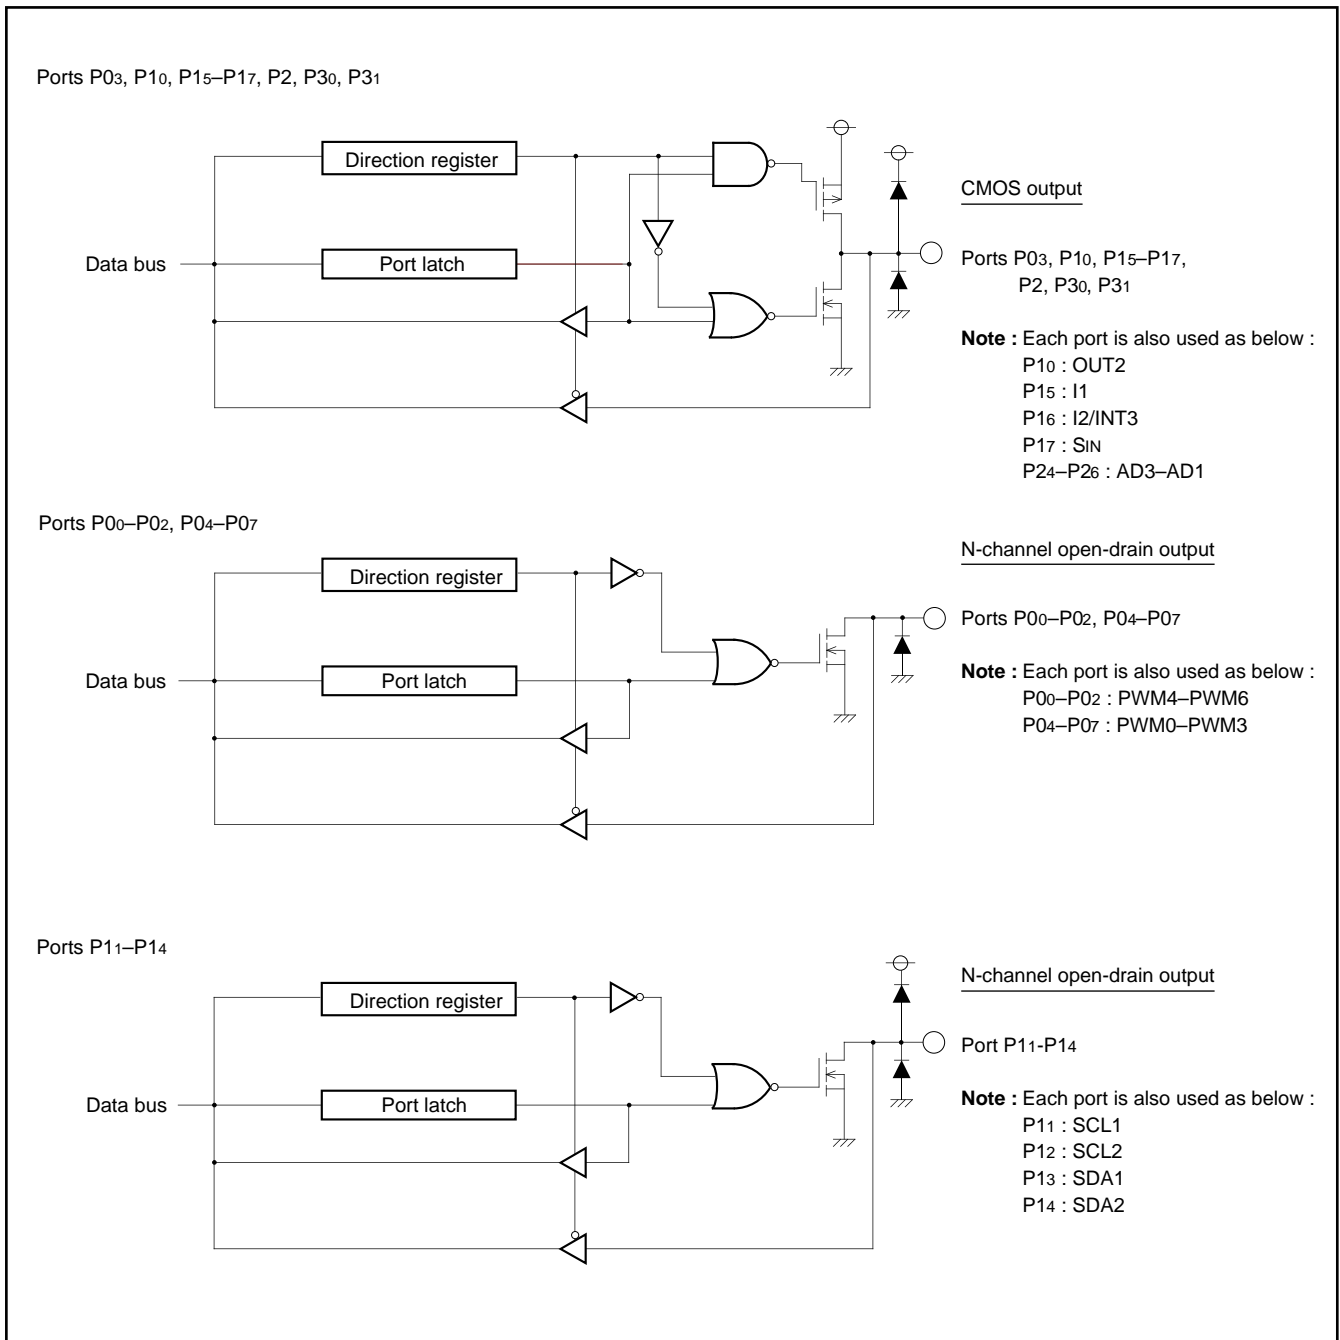 Ports P03, P10, P15–P17, P2, P30, P31
Direction register
CMOS output
Data bus
Port latch
Ports P03, P10, P15–P17,
P2, P30, P31
Note : Each port is also used as below :
P10 : OUT2
P15 : I1
P16 : I2/INT3
P17 : SIN
P24–P26 : AD3–AD1
Ports P00–P02, P04–P07
N-channel open-drain output
Direction register
Ports P00–P02, P04–P07
Data bus
Port latch
Note : Each port is also used as below :
P00–P02 : PWM4–PWM6
P04–P07 : PWM0–PWM3
Ports P11–P14
N-channel open-drain output
Direction register
Port P11-P14
Data bus
Port latch
Note : Each port is also used as below :
P11 : SCL1
P12 : SCL2
P13 : SDA1
P14 : SDA2